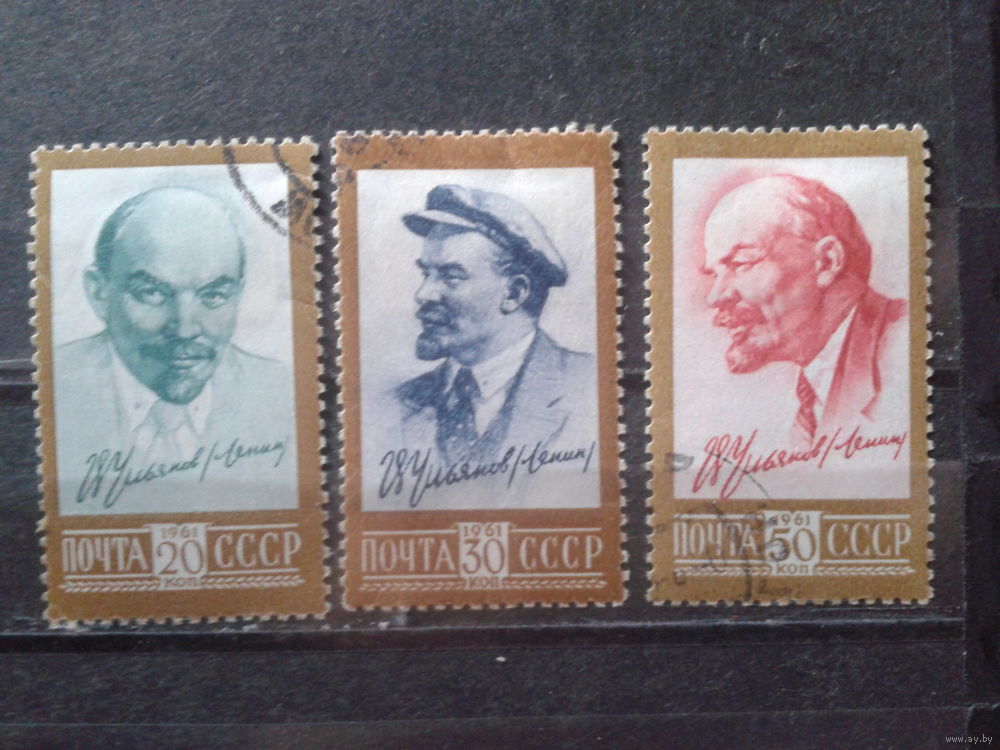 В Ульянов (Ленин)
1961
ПОЧТА 20 СССР
КОП
В Ульянов (Ленин)
1961
ПОЧТА 30 СССР
КОП
В Ульянов (Ленин)
1961
ПОЧТА 50 СССР
КОП
www.ay.by